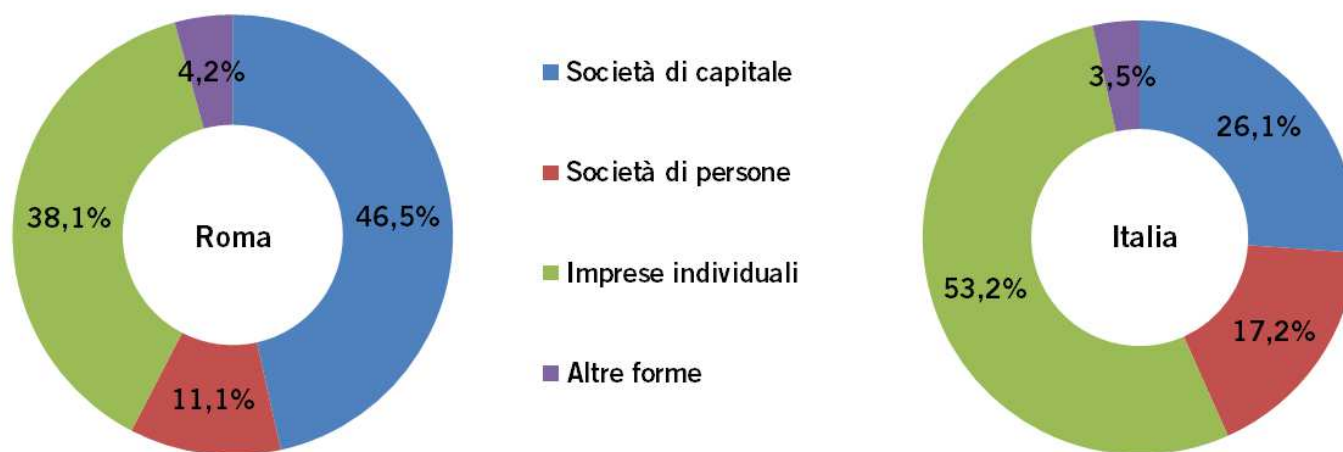 4,2%
38,1%
46,5%
Roma
11,1%
Società di capitale
Società di persone
Imprese individuali
Altre forme
3,5%
26,1%
Italia
53,2%
17,2%